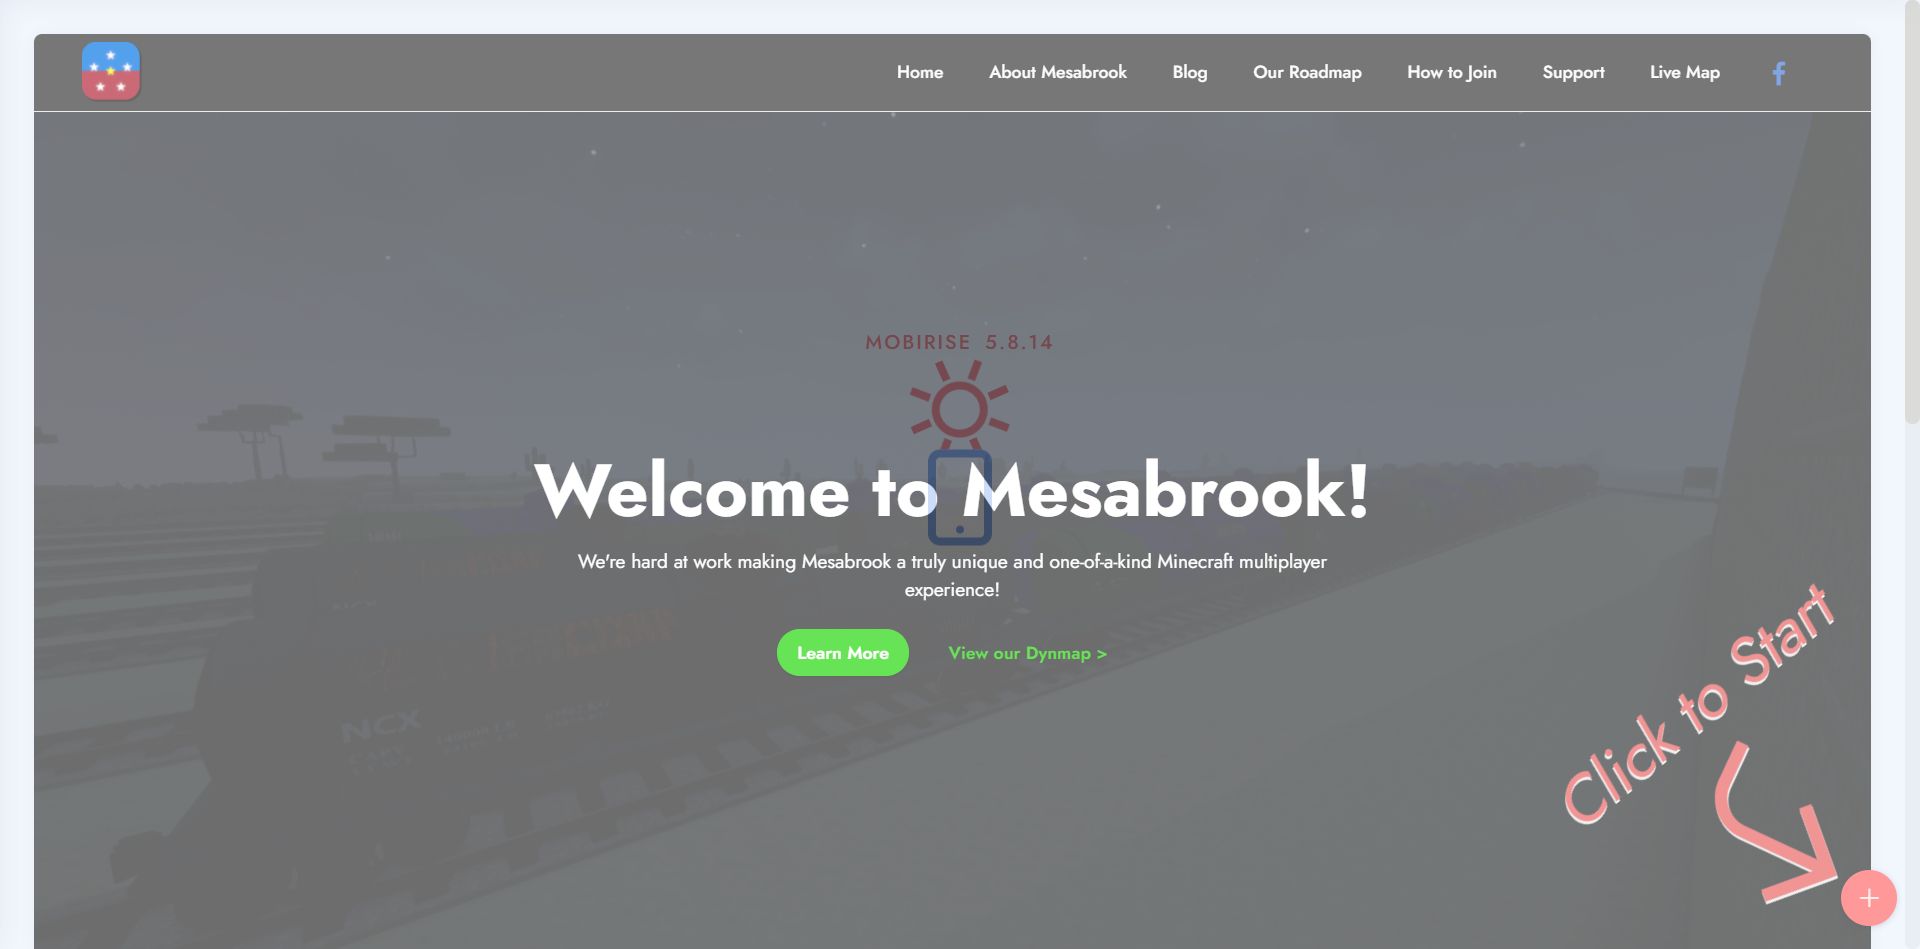 Home About Mesabrook Blog Our Roadmap How to Join Support Live Map
MOBIRISE 5.8.14
Welcome to Mesabrook!
We're hard at work making Mesabrook a truly unique and one-of-a-kind Minecraft multiplayer
experience!
Learn More View our Dynmap >
NCX
Click to Start